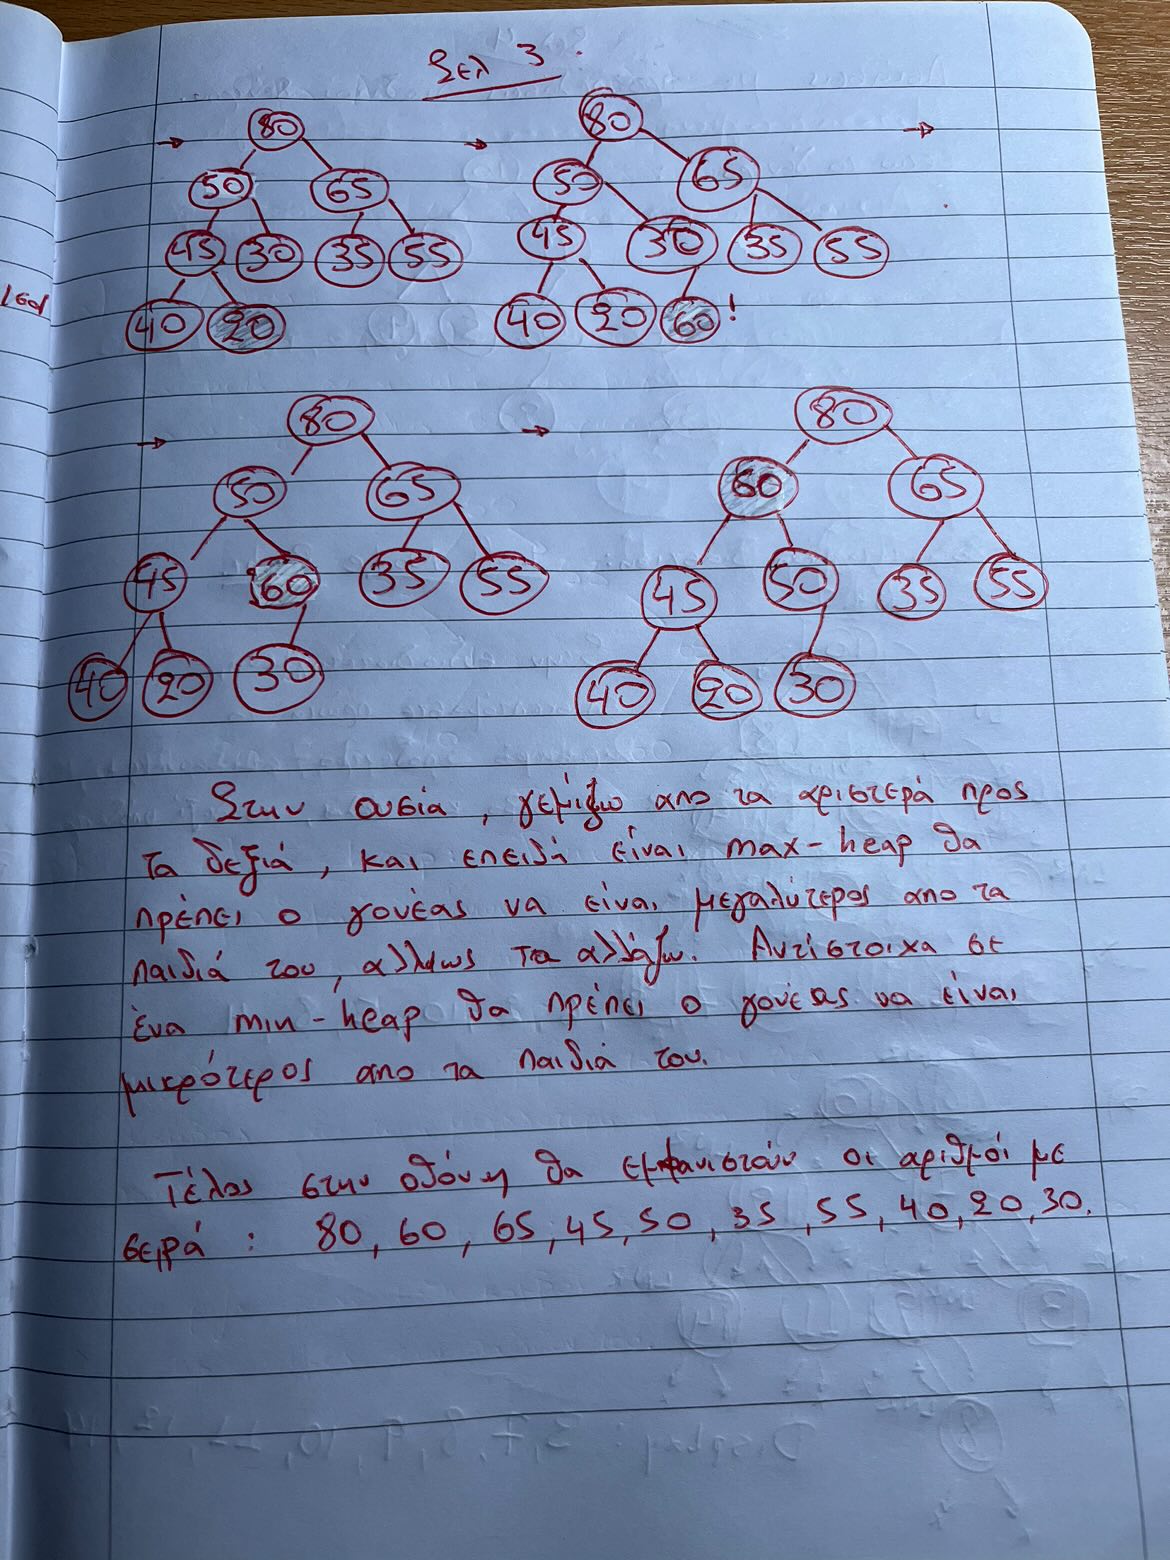 Σελ 3.
→ 80 → 80 →
50 65 50 65
45 30 35 55 45 30 35 55
40 20 40 20 60 !
→ 80 → 80
50 65 60 65
45 60 35 55 45 50 35 55
40 20 30 40 20 30
Στην ουσία, γεμίζω απο τα αριστερά προς
τα δεξιά, και επειδή είναι max-heap θα
πρέπει ο γονέας να είναι μεγαλύτερος απο τα
παιδιά του, αλλιως τα αλλάζω. Αντίστοιχα σε
ένα min-heap θα πρέπει ο γονέας να είναι
μικρότερος απο τα παιδιά του.
Τέλος στην οθόνη θα εμφανιστούν οι αριθμοί με
σειρά : 80, 60, 65, 45, 50, 35, 55, 40, 20, 30.